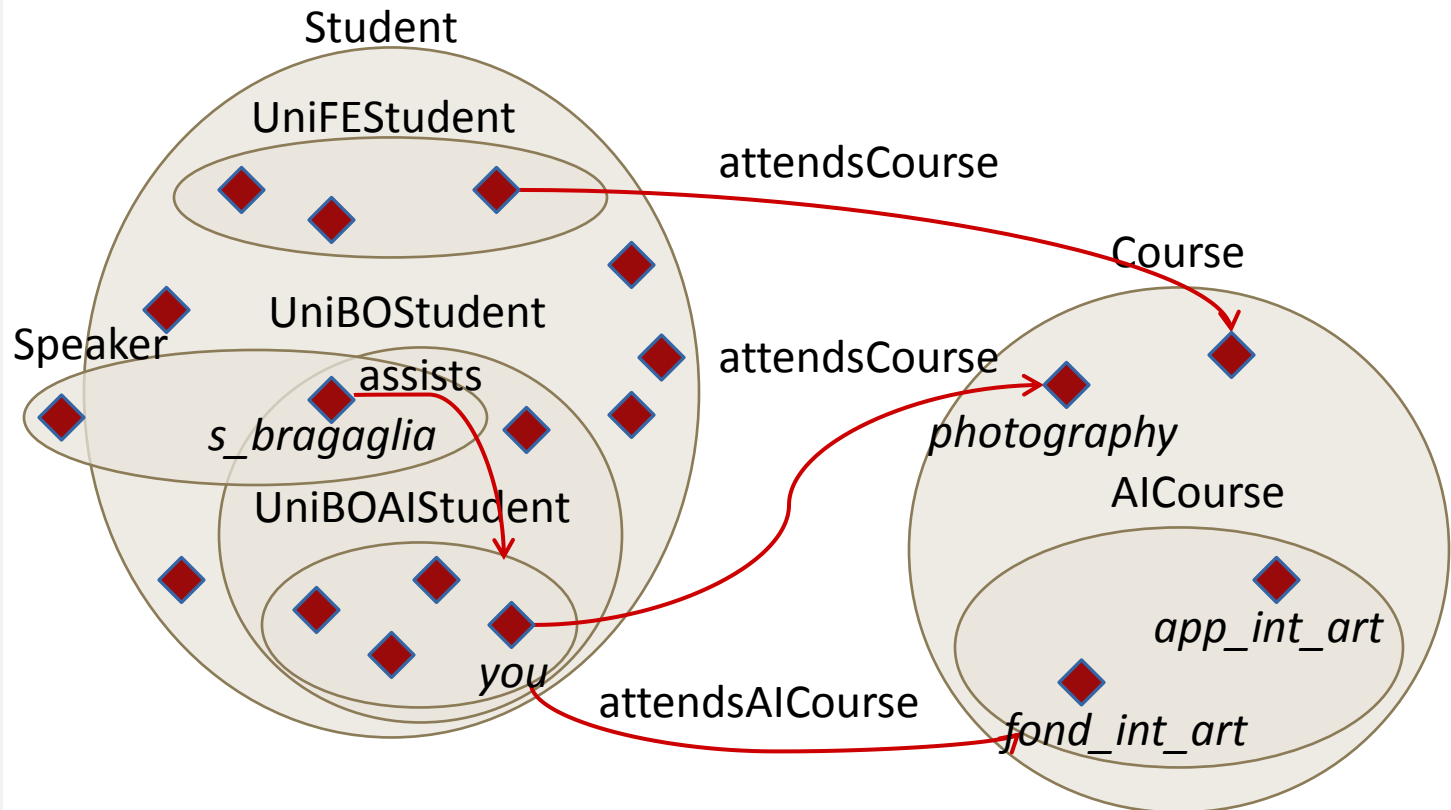 Student
UniFEStudent
attendsCourse
Course
UniBOStudent
Speaker
assists
attendsCourse
s_bragaglia
photography
UniBOAIStudent
AICourse
app_int_art
you
attendsAICourse
fond_int_art